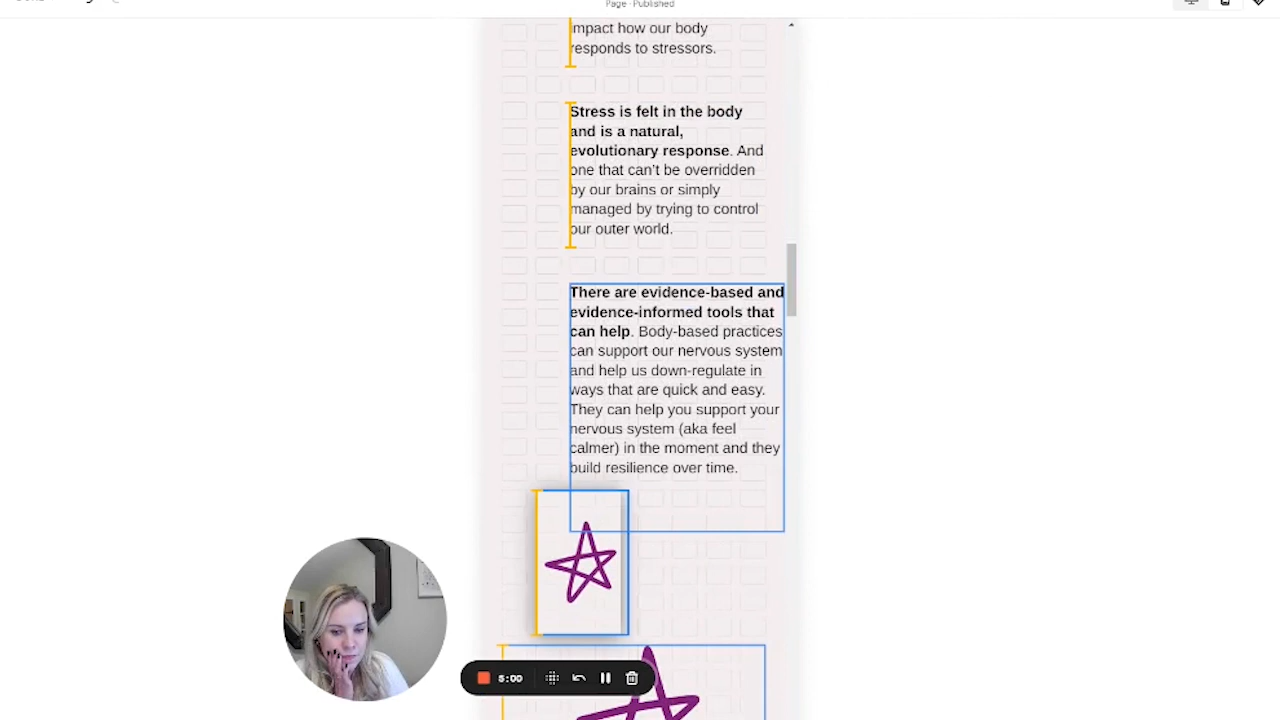 Page · Published
impact how our body
responds to stressors.
Stress is felt in the body
and is a natural,
evolutionary response. And
one that can't be overridden
by our brains or simply
managed by trying to control
our outer world.
There are evidence-based and
evidence-informed tools that
can help. Body-based practices
can support our nervous system
and help us down-regulate in
ways that are quick and easy.
They can help you support your
nervous system (aka feel
calmer) in the moment and they
build resilience over time.
5:00